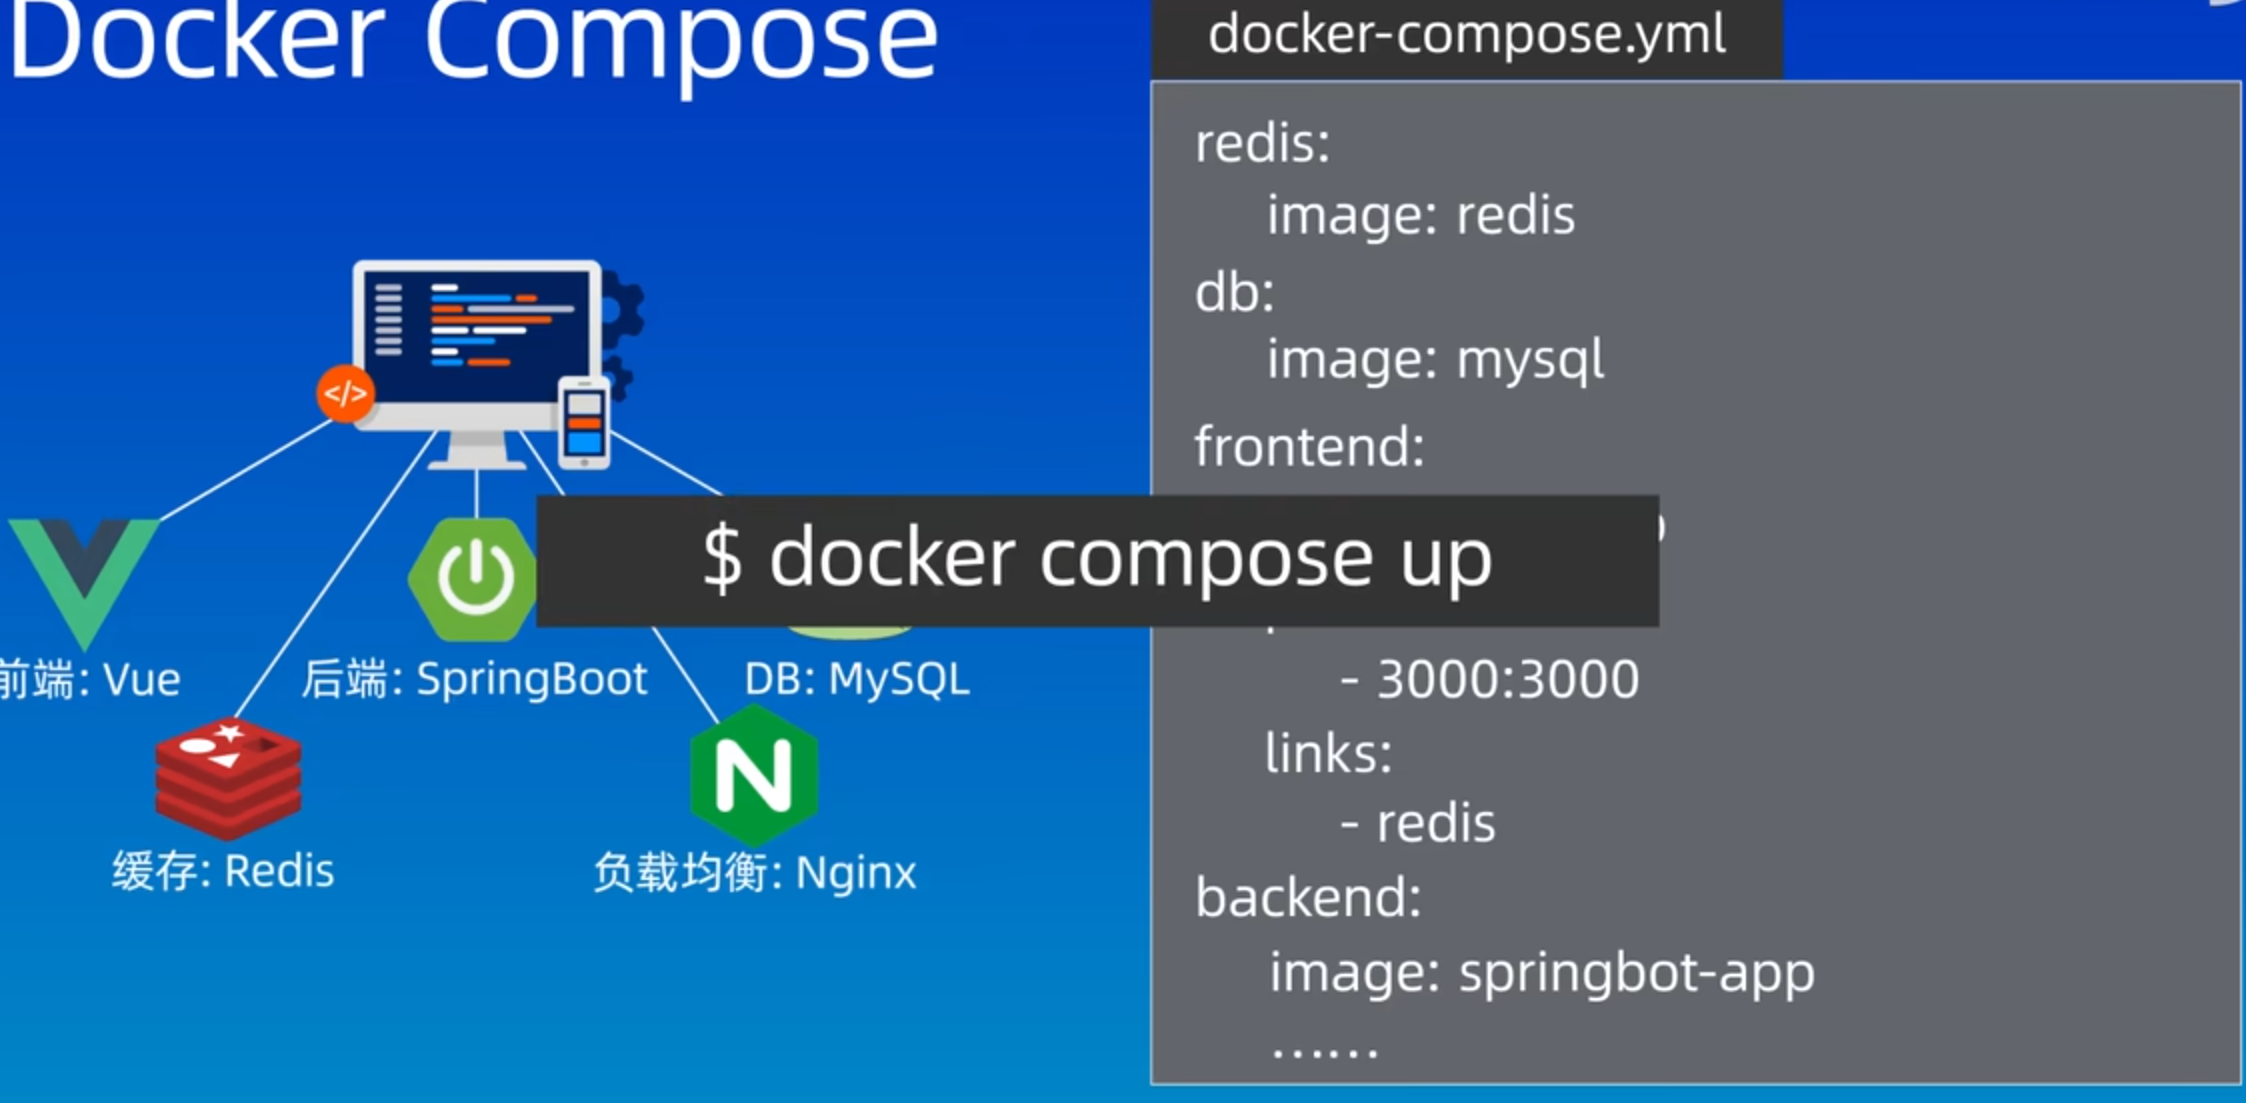 Docker Compose
</>
前端: Vue
后端: SpringBoot
DB: MySQL
缓存: Redis
负载均衡: Nginx
$ docker compose up
docker-compose.yml
redis:
image: redis
db:
image: mysql
frontend:
- 3000:3000
links:
- redis
backend:
image: springbot-app
......